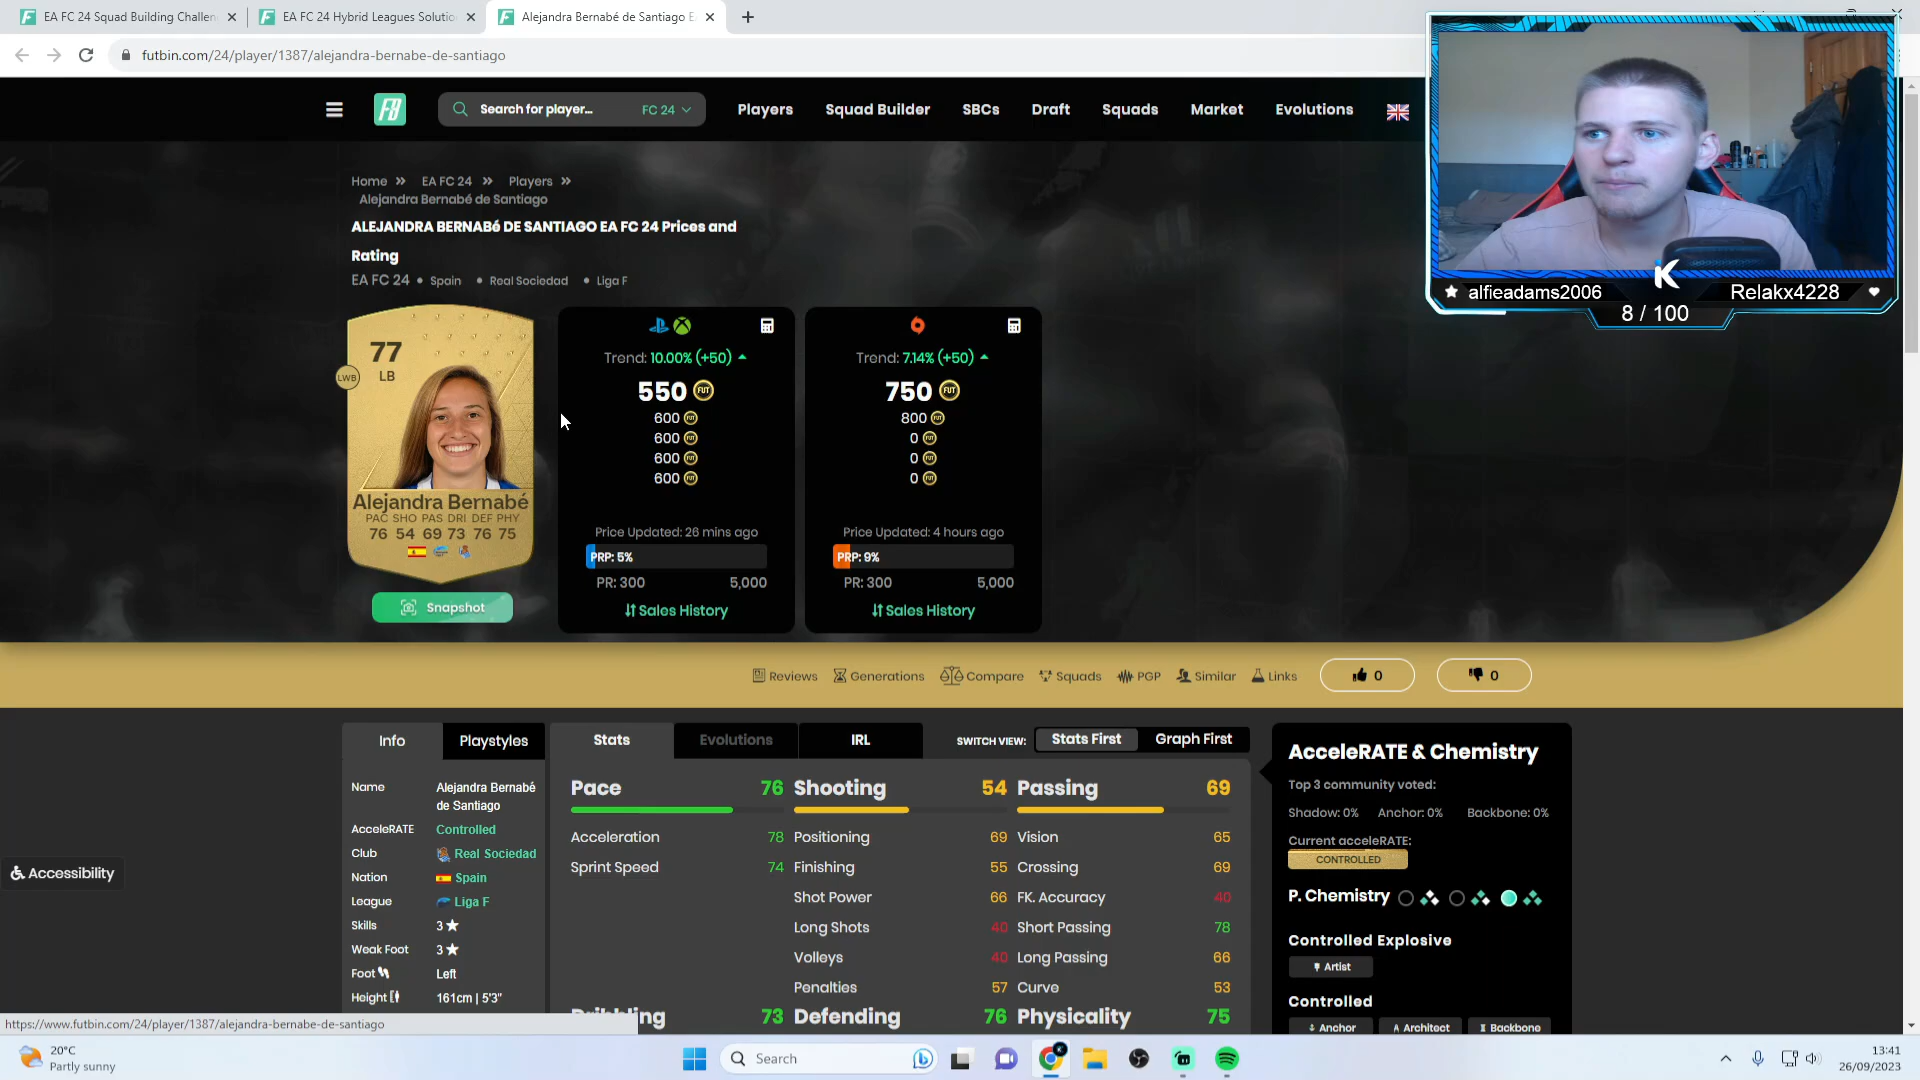 EA FC 24 Squad Building Challen
EA FC 24 Hybrid Leagues Solutio
Alejandra Bernabé de Santiago E
futbin.com/24/player/1387/alejandra-bernabe-de-santiago
FB
Search for player...
FC 24
Players
Squad Builder
SBCs
Draft
Squads
Market
Evolutions
alfieadams2006
K
Relakx4228
8 / 100
Home » EA FC 24 » Players »
Alejandra Bernabé de Santiago
ALEJANDRA BERNABé DE SANTIAGO EA FC 24 Prices and
Rating
EA FC 24 • Spain • Real Sociedad • Liga F
77
LB
LWB
Alejandra Bernabé
PAC SHO PAS DRI DEF PHY
76 54 69 73 76 75
Snapshot
Trend: 10.00% (+50)
550
600
600
600
600
Price Updated: 26 mins ago
PRP: 5%
PR: 300 5,000
Sales History
Trend: 7.14% (+50)
750
800
0
0
0
Price Updated: 4 hours ago
PRP: 9%
PR: 300 5,000
Sales History
Reviews Generations Compare Squads PGP Similar Links 0 0
Info Playstyles
Name Alejandra Bernabé
de Santiago
AcceleRATE Controlled
Club Real Sociedad
Nation Spain
League Liga F
Skills 3
Weak Foot 3
Foot Left
Height 161cm | 5'3"
Stats Evolutions IRL SWITCH VIEW: Stats First Graph First
Pace 76 Shooting 54 Passing 69
Acceleration 78 Positioning 69 Vision 65
Sprint Speed 74 Finishing 55 Crossing 69
Shot Power 66 FK. Accuracy 40
Long Shots 40 Short Passing 78
Volleys 40 Long Passing 66
Penalties 57 Curve 53
Dribbling 73 Defending 76 Physicality 75
AcceleRATE & Chemistry
Top 3 community voted:
Shadow: 0% Anchor: 0% Backbone: 0%
Current acceleRATE:
CONTROLLED
P. Chemistry
Controlled Explosive
Artist
Controlled
Anchor Architect Backbone
Accessibility
https://www.futbin.com/24/player/1387/alejandra-bernabe-de-santiago
20°C
Partly sunny
Search
13:41
26/09/2023